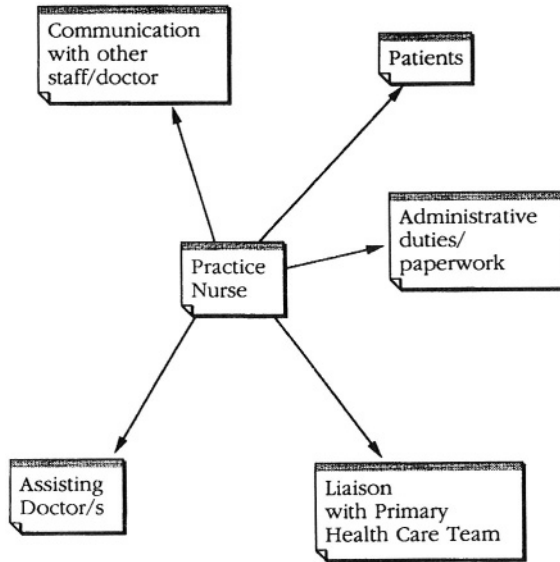 Communication
with other
staff/doctor
Patients
Administrative
duties/
paperwork
Practice
Nurse
Assisting
Doctor/s
Liaison
with Primary
Health Care Team